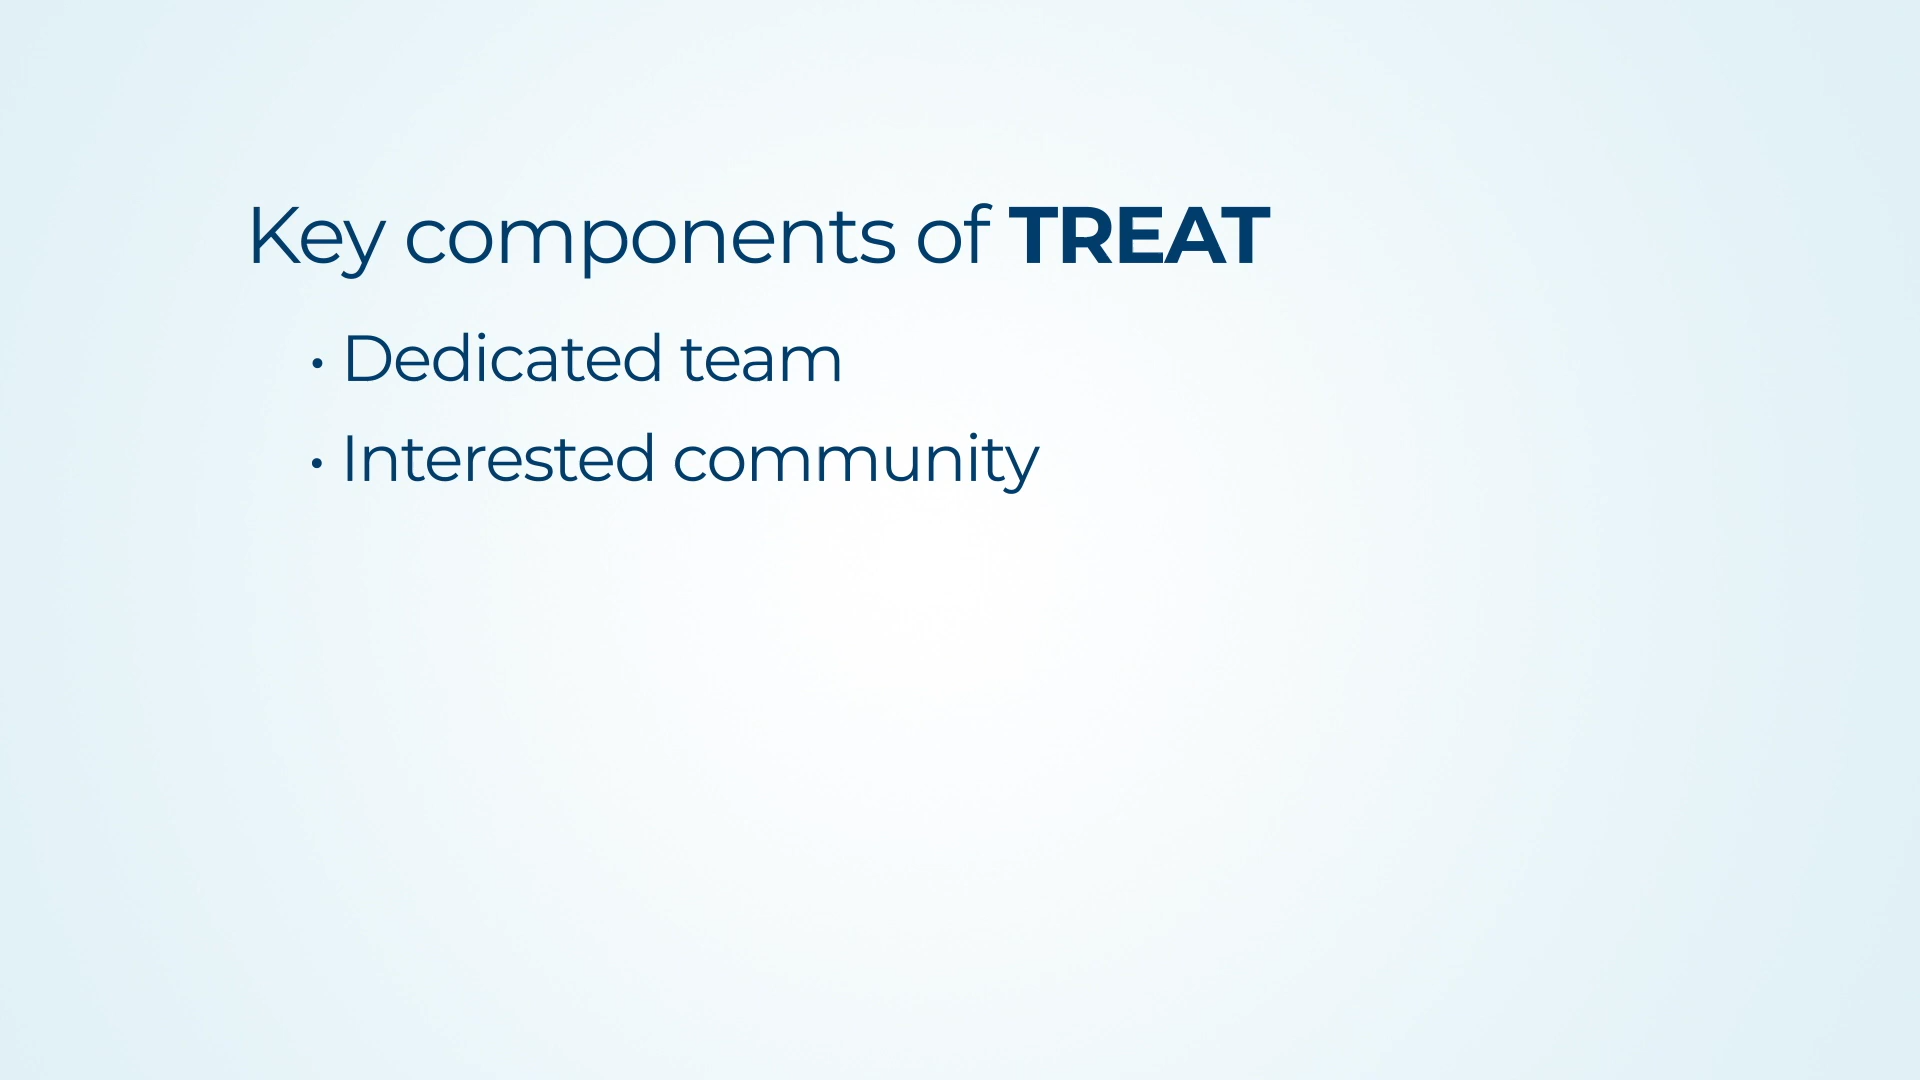 Key components of TREAT
• Dedicated team
• Interested community